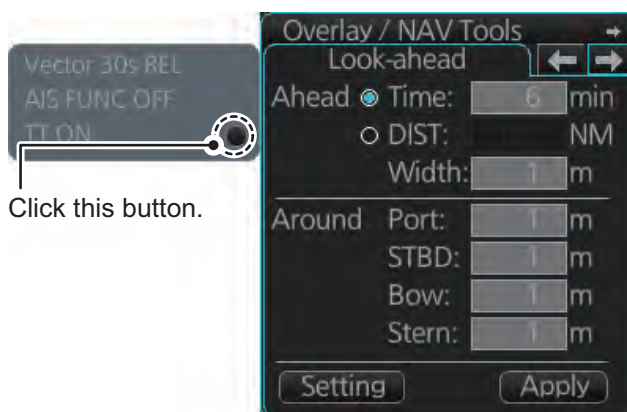 Vector 30s REL
AIS FUNC OFF
TT ON
Click this button.
Overlay / NAV Tools
Look-ahead
Ahead Time: 6 min
DIST: NM
Width: 1 m
Around Port: 1 m
STBD: 1 m
Bow: 1 m
Stern: 1 m
Setting Apply